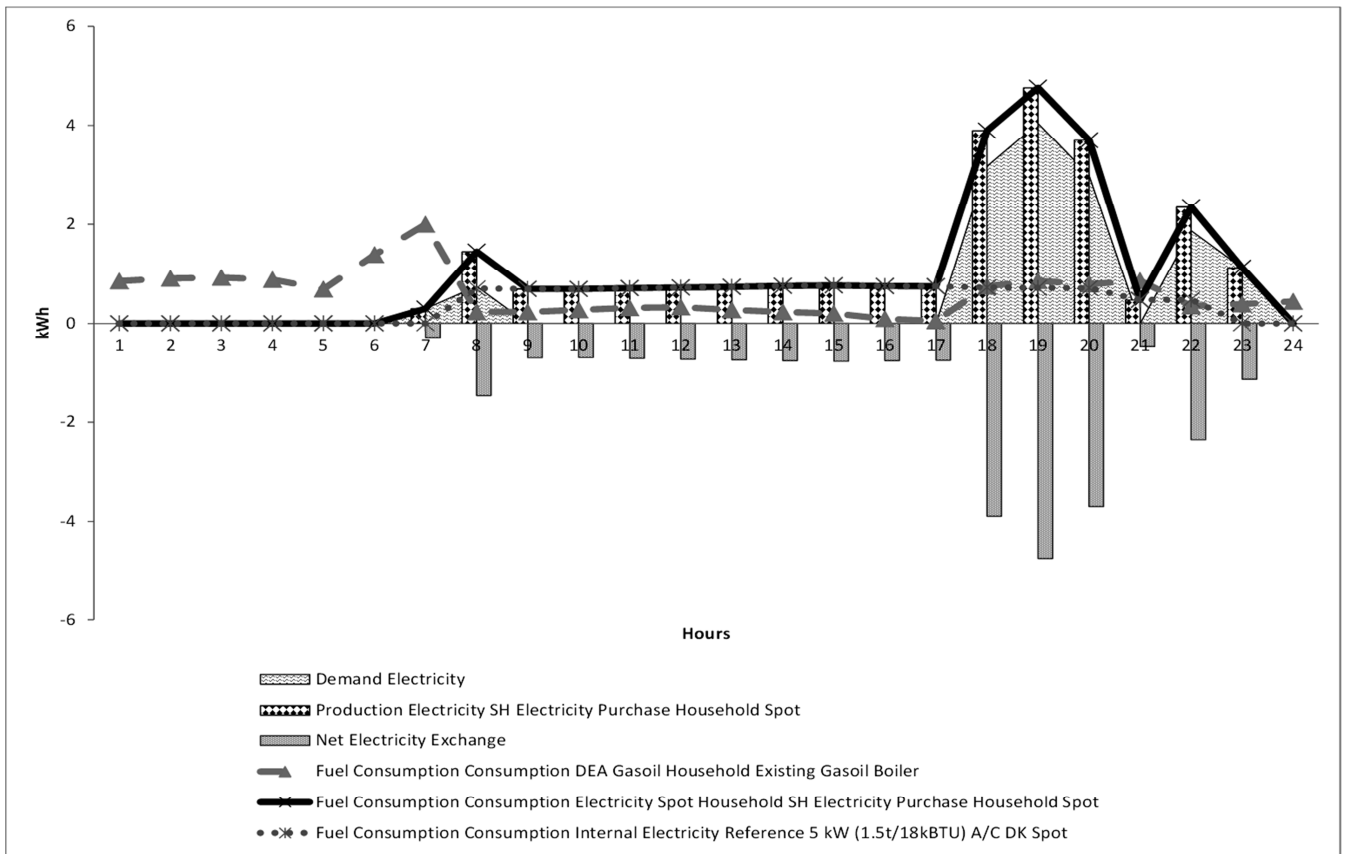 6
4
2
0
-2
-4
-6
kWh
1 2 3 4 5 6 7 8 9 10 11 12 13 14 15 16 17 18 19 20 21 22 23 24
Hours
Demand Electricity
Production Electricity SH Electricity Purchase Household Spot
Net Electricity Exchange
Fuel Consumption Consumption DEA Gasoil Household Existing Gasoil Boiler
Fuel Consumption Consumption Electricity Spot Household SH Electricity Purchase Household Spot
Fuel Consumption Consumption Internal Electricity Reference 5 kW (1.5t/18kBTU) A/C DK Spot